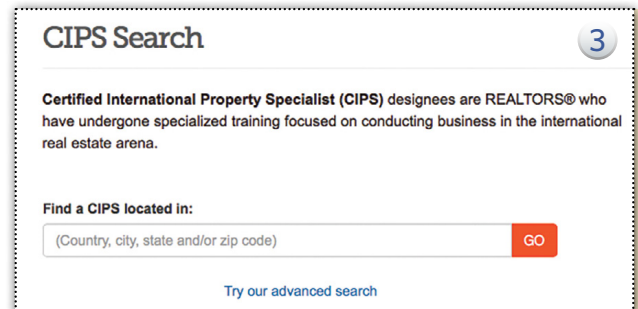 CIPS Search
3
Certified International Property Specialist (CIPS) designees are REALTORS® who
have undergone specialized training focused on conducting business in the international
real estate arena.
Find a CIPS located in:
(Country, city, state and/or zip code)
GO
Try our advanced search